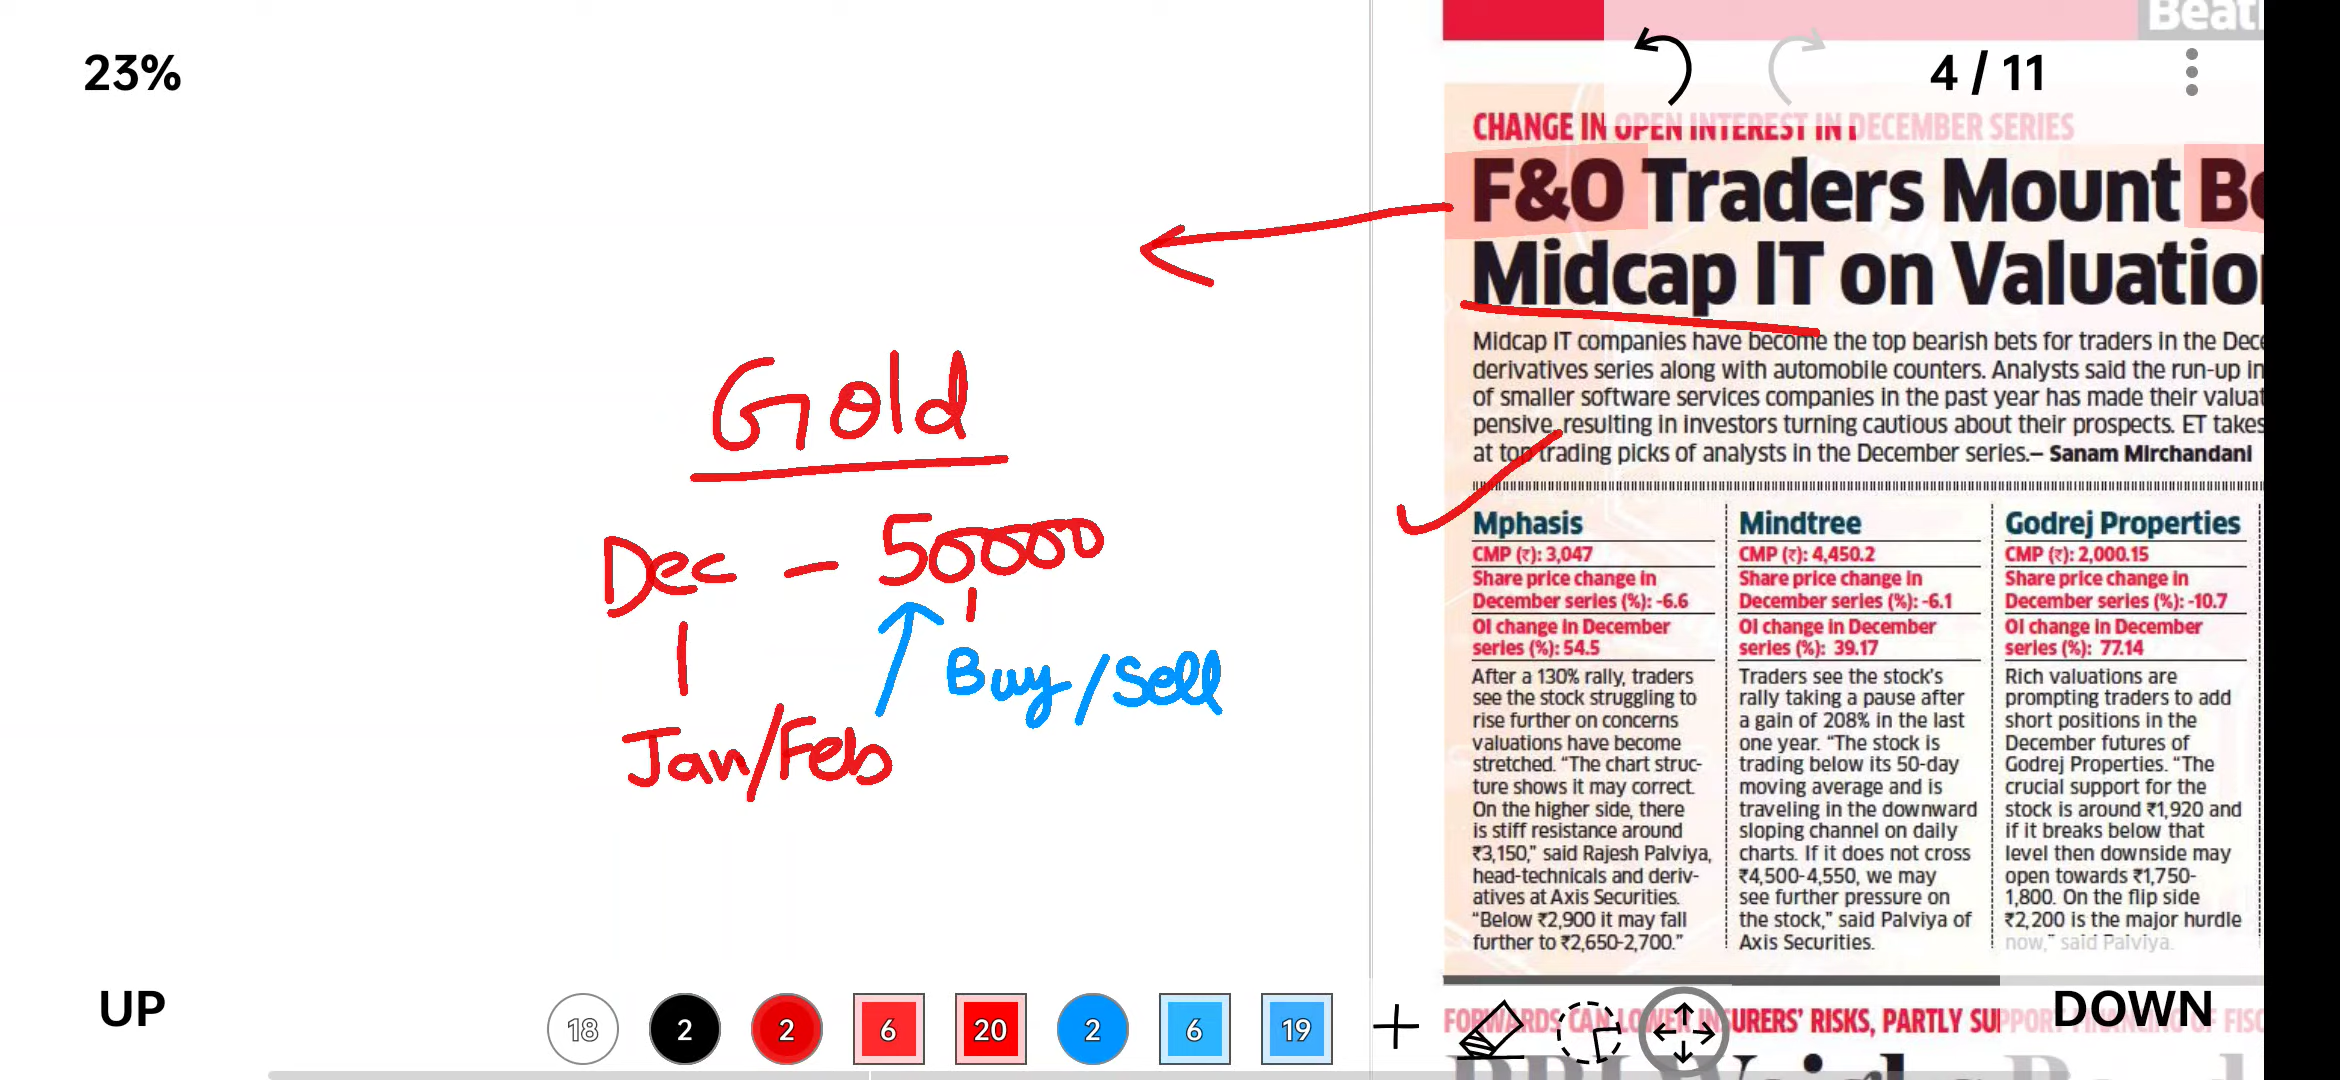 23%
4 / 11
CHANGE IN OPEN INTEREST IN DECEMBER SERIES
F&O Traders Mount
Midcap IT on
Midcap IT companies have become the top bearish bets for traders in the
derivatives series along with automobile counters. Analysts said the run-up in
of smaller software services companies in the past year has made their
resulting in investors turning cautious about their prospects. ET takes
at top trading picks of analysts in the December series.– Sanam Mirchandani
Gold
Dec – 50000
Buy/Sell
Jan/Feb
Mphasis
CMP (₹): 3,047
Share price change in
December series (%): -6.6
OI change in December
series (%): 54.5
After a 130% rally, traders
see the stock struggling to
rise further on concerns
valuations have become
stretched. “The chart struc-
ture shows it may correct.
On the higher side, there
is stiff resistance around
₹3,150,” said Rajesh Palviya,
head-technicals and deriv-
atives at Axis Securities.
“Below ₹2,900 it may fall
further to ₹2,650-2,700.”
Mindtree
CMP (₹): 4,450.2
Share price change in
December series (%): -6.1
OI change in December
series (%): 39.17
Traders see the stock’s
rally taking a pause after
a gain of 208% in the last
one year. “The stock is
trading below its 50-day
moving average and is
traveling in the downward
sloping channel on daily
charts. If it does not cross
₹4,500-4,550, we may
see further pressure on
the stock,” said Palviya of
Axis Securities.
Godrej Properties
CMP (₹): 2,000.15
Share price change in
December series (%): -10.7
OI change in December
series (%): 77.14
Rich valuations are
prompting traders to add
short positions in the
December futures of
Godrej Properties. “The
crucial support for the
stock is around ₹1,920 and
if it breaks below that
level then downside may
open towards ₹1,750-
1,800. On the flip side
₹2,200 is the major hurdle
now,” said Palviya.
UP
18 2 2 6 20 2 6 19
DOWN
FORWARDS CAN LOWER INSURERS’ RISKS, PARTLY SUPPORT FINANCING OF